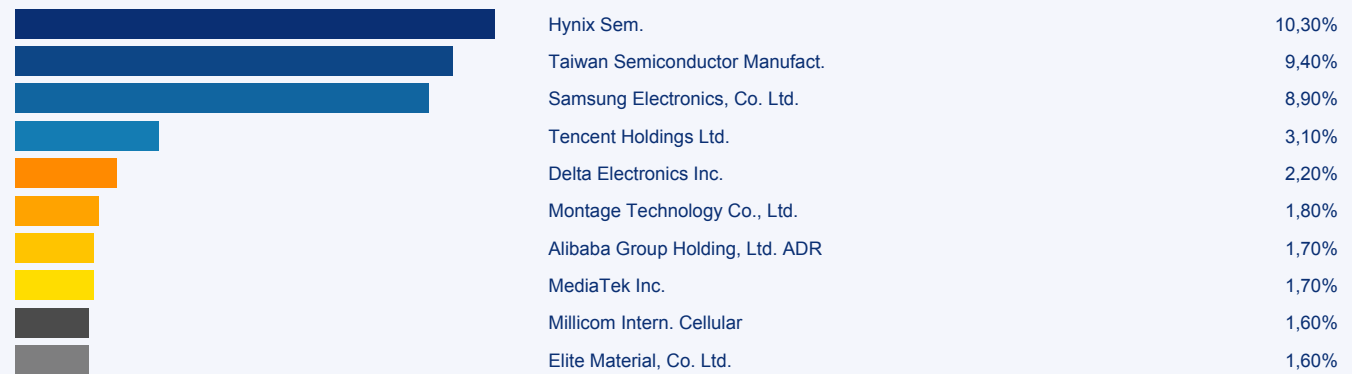 Hynix Sem. 10,30%
Taiwan Semiconductor Manufact. 9,40%
Samsung Electronics, Co. Ltd. 8,90%
Tencent Holdings Ltd. 3,10%
Delta Electronics Inc. 2,20%
Montage Technology Co., Ltd. 1,80%
Alibaba Group Holding, Ltd. ADR 1,70%
MediaTek Inc. 1,70%
Millicom Intern. Cellular 1,60%
Elite Material, Co. Ltd. 1,60%